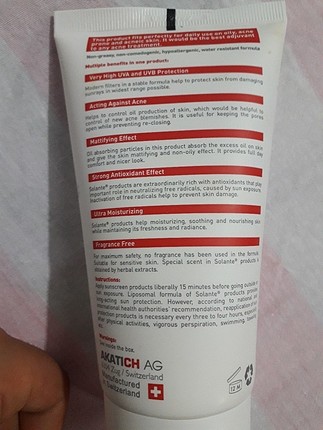 This product fits perfectly for daily use on oily, acne
prone and acneic skin. It would be the best adjuvant
to any acne treatment.
Non-greasy, non-comedogenic, hypoallergenic, water resistant formula
Multiple benefits in one product:
Very High UVA and UVB Protection
Modern filters in a stable formula help to protect skin from damaging
sunrays in widest range possible.
Acting Against Acne
Helps to control oil production of skin, which would be helpful to
control of new acne blemishes. It is useful for keeping the pores
open while preventing re-closing.
Mattifying Effect
Oil absorbing particles in this product absorb the excess oil on skin
and give the skin mattifying and non-oily effect. It provides full day
comfort and nicer look.
Strong Antioxidant Effect
Solante® products are extraordinarily rich with antioxidants that play
important role in neutralizing free radicals, caused by sun exposure.
Inactivation of free radicals help to prevent skin damage.
Ultra Moisturizing
Solante® products help moisturizing, soothing and nourishing skin
while maintaining its freshness and radiance.
Fragrance Free
For maximum safety, no fragrance has been used in the formula
Suitable for sensitive skin. Special scent in Solante® products is
obtained by herbal extracts.
Instructions:
Apply sunscreen products liberally 15 minutes before going outside
sun exposure. Liposomal formula of Solante® products
long-acting sun protection. However, according to
international health authorities' recommendation, reapplication
protection products is necessary every three to four hours,
after physical activities, vigorous perspiration, swimming,
Warnings:
See inside the box.
AKATICH AG
Zug / Switzerland
Manufactured
in Switzerland
12 M